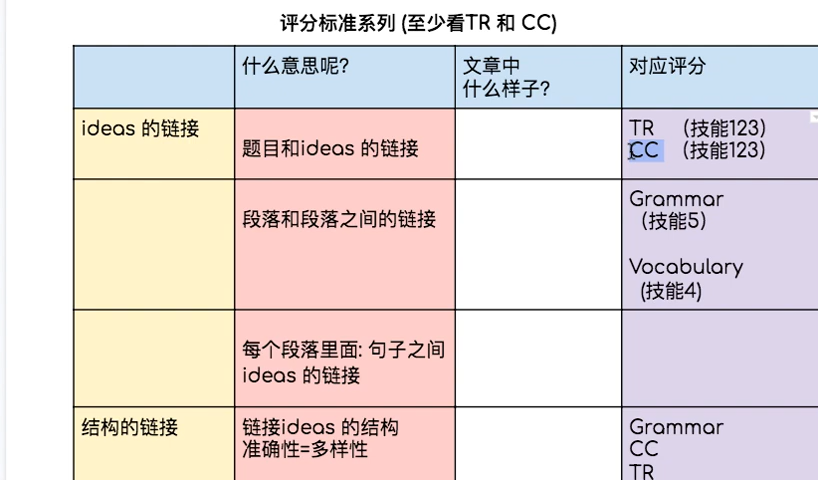 评分标准系列 (至少看TR 和 CC)
什么意思呢?
文章中
什么样子?
对应评分
ideas 的链接
题目和ideas 的链接
TR (技能123)
CC (技能123)
段落和段落之间的链接
Grammar
(技能5)
Vocabulary
(技能4)
每个段落里面: 句子之间
ideas 的链接
结构的链接
链接ideas 的结构
准确性=多样性
Grammar
CC
TR